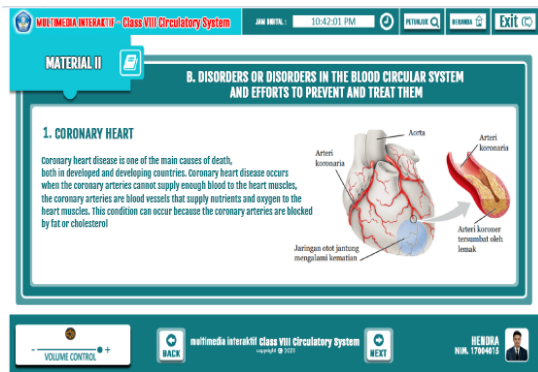 MULTIMEDIA INTERAKTIF - Class VIII Circulatory System
JAM DIGITAL :
10:42:01 PM
PETUNJUK
BERANDA
Exit
MATERIAL II
B. DISORDERS OR DISORDERS IN THE BLOOD CIRCULAR SYSTEM
AND EFFORTS TO PREVENT AND TREAT THEM
1. CORONARY HEART
Coronary heart disease is one of the main causes of death,
both in developed and developing countries. Coronary heart disease occurs
when the coronary arteries cannot supply enough blood to the heart muscles,
the coronary arteries are blood vessels that supply nutrients and oxygen to the
heart muscles. This condition can occur because the coronary arteries are blocked
by fat or cholesterol
Aorta
Arteri
koronaria
Arteri
koronaria
Jaringan otot jantung
mengalami kematian
Arteri koroner
tersumbat oleh
lemak
- +
VOLUME CONTROL
BACK
multimedia interaktif Class VIII Circulatory System
copyright © 2021
NEXT
HENDRA
NIM. 17004015